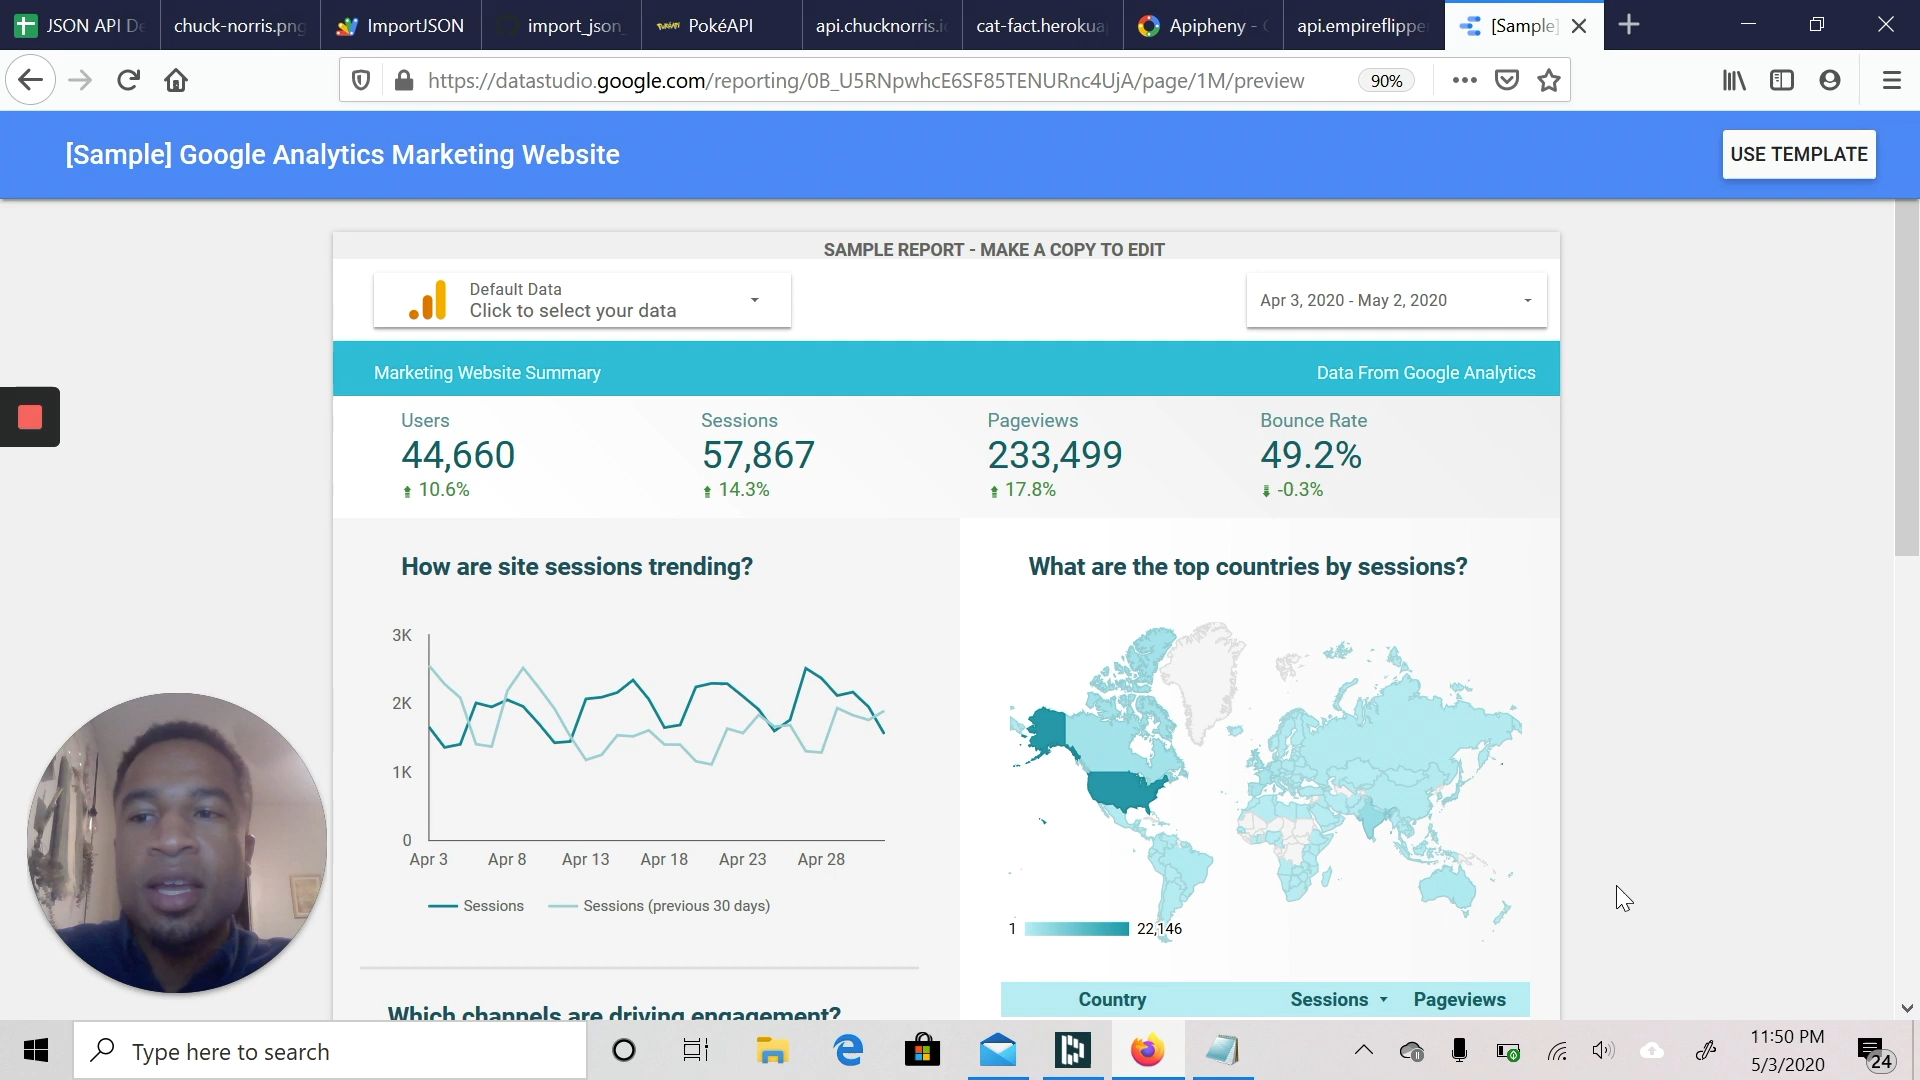 JSON API De
chuck-norris.png
ImportJSON
import_json_
PokéAPI
api.chucknorris.i
cat-fact.herokua
Apipheny - G
api.empireflippe
[Sample]
https://datastudio.google.com/reporting/0B_U5RNpwhcE6SF85TENURnc4UjA/page/1M/preview
90%
[Sample] Google Analytics Marketing Website
USE TEMPLATE
SAMPLE REPORT - MAKE A COPY TO EDIT
Default Data
Click to select your data
Apr 3, 2020 - May 2, 2020
Marketing Website Summary
Data From Google Analytics
Users
Sessions
Pageviews
Bounce Rate
44,660
57,867
233,499
49.2%
10.6%
14.3%
17.8%
-0.3%
How are site sessions trending?
What are the top countries by sessions?
3K
2K
1K
0
Apr 3
Apr 8
Apr 13
Apr 18
Apr 23
Apr 28
Sessions
Sessions (previous 30 days)
1
22,146
Country
Sessions
Pageviews
Which channels are driving engagement?
Type here to search
11:50 PM
5/3/2020
24